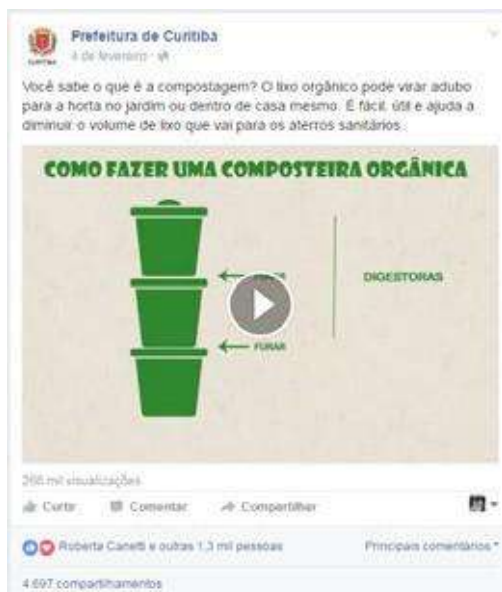 Prefeitura de Curitiba
4 de fevereiro
Você sabe o que é a compostagem? O lixo orgânico pode virar adubo
para a horta no jardim ou dentro de casa mesmo. É fácil, útil e ajuda a
diminuir o volume de lixo que vai para os aterros sanitários.
COMO FAZER UMA COMPOSTEIRA ORGÂNICA
DIGESTORAS
FURAR
mil visualizações
Curtir Comentar Compartilhar
Roberta Canetti e outras 1,3 mil pessoas Principais comentários
4.697 compartilhamentos